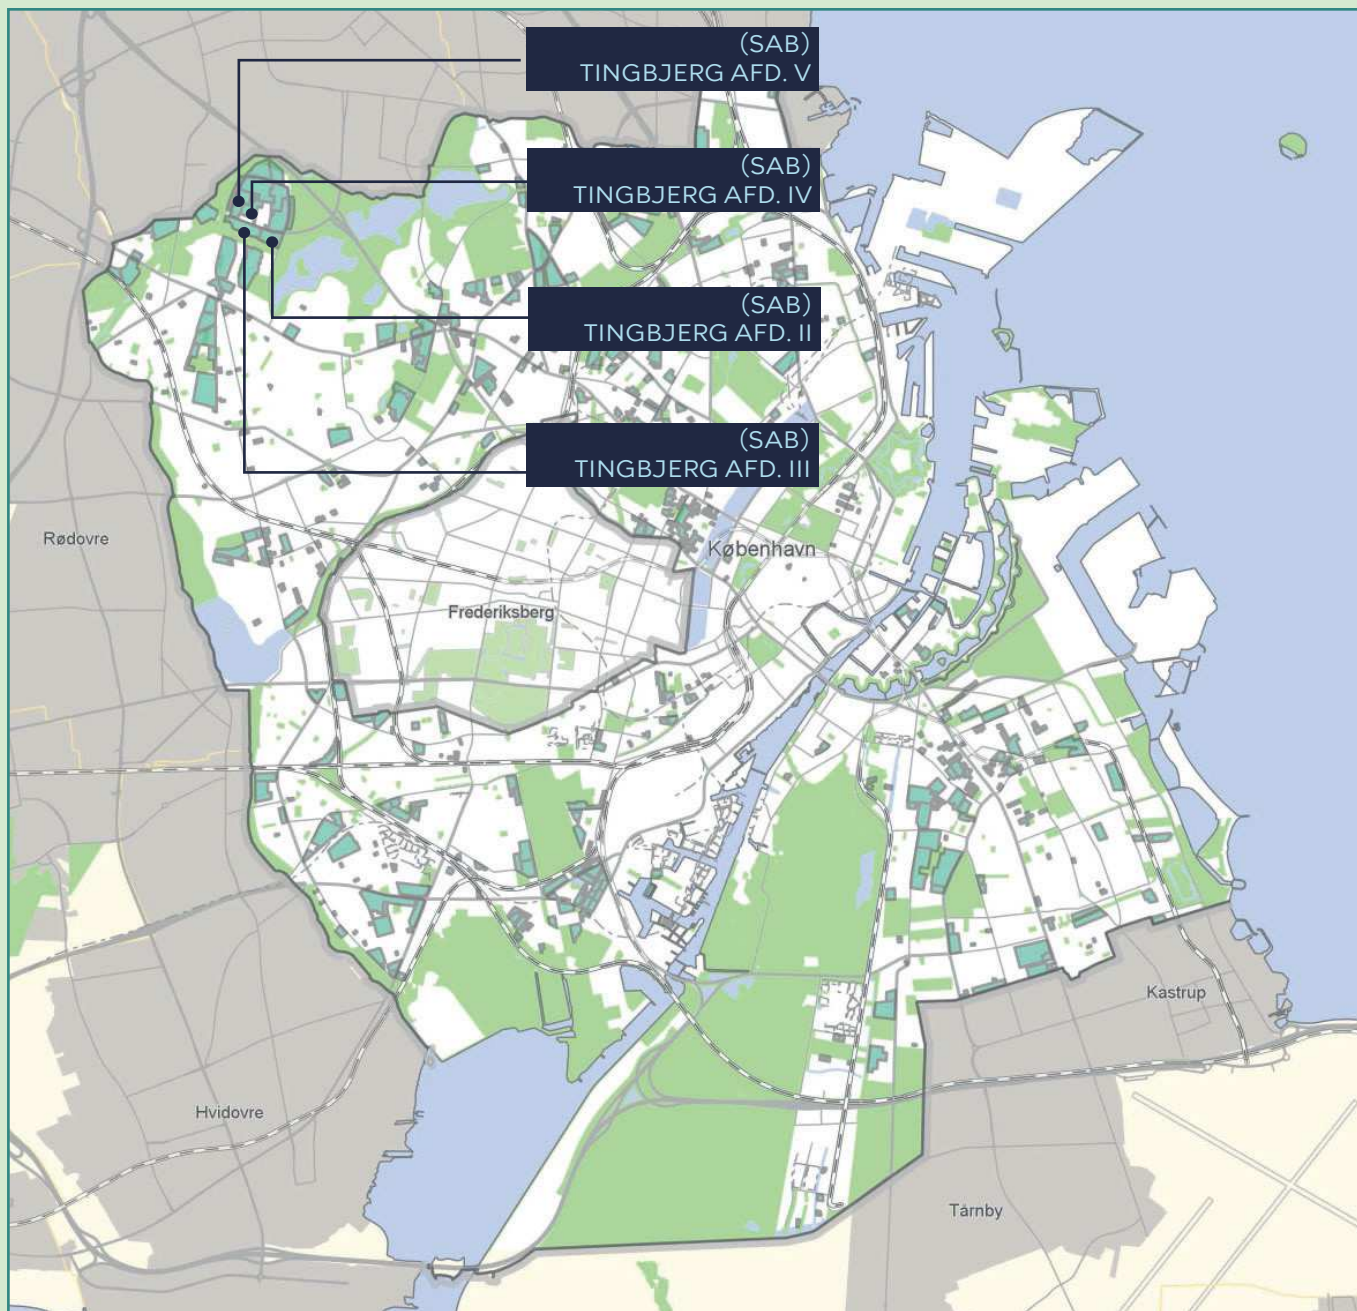 (SAB)
TINGBJERG AFD. V
(SAB)
TINGBJERG AFD. IV
(SAB)
TINGBJERG AFD. II
(SAB)
TINGBJERG AFD. III
Rødovre
København
Frederiksberg
Kastrup
Hvidovre
Tårnby